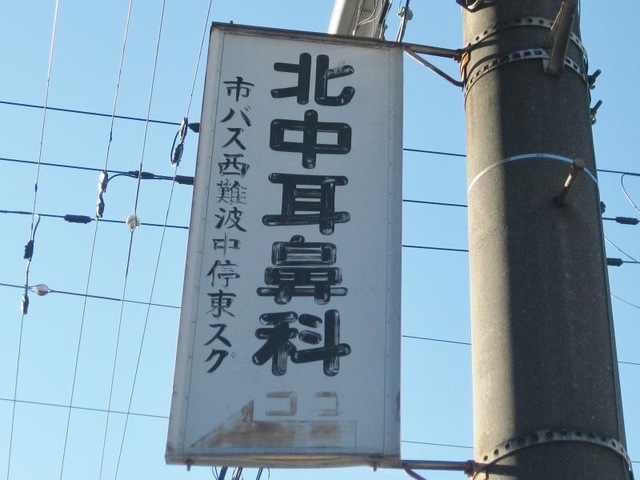 北中耳鼻科
市バス西難波中停東スグ
ココ